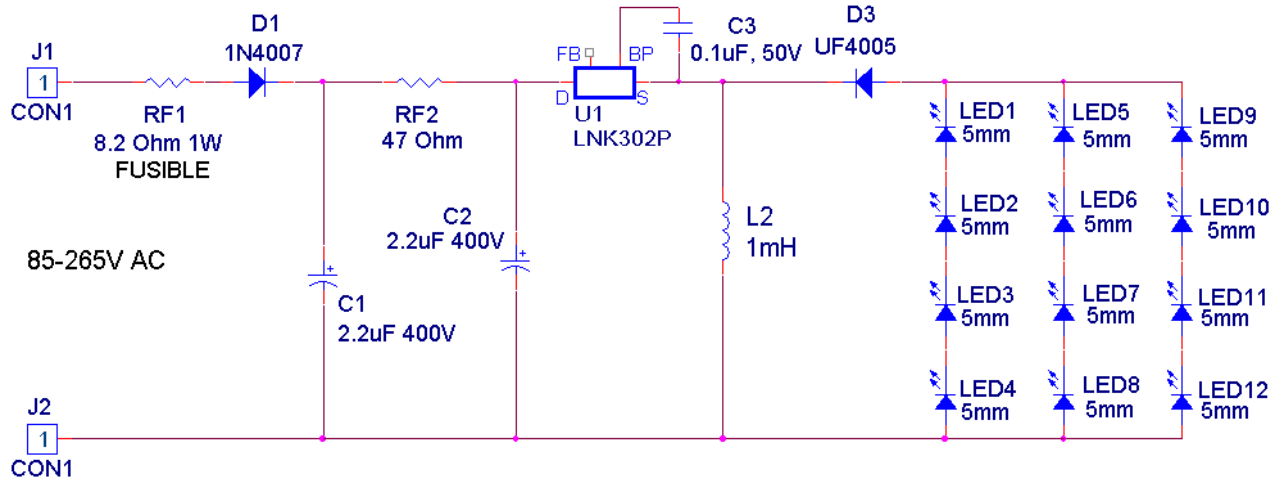 J1
1
CON1
RF1
8.2 Ohm 1W
FUSIBLE
D1
1N4007
RF2
47 Ohm
FB
BP
D
S
U1
LNK302P
C3
0.1uF, 50V
D3
UF4005
85-265V AC
+
C1
2.2uF 400V
C2
2.2uF 400V
+
L2
1mH
LED1
5mm
LED5
5mm
LED9
5mm
LED2
5mm
LED6
5mm
LED10
5mm
LED3
5mm
LED7
5mm
LED11
5mm
LED4
5mm
LED8
5mm
LED12
5mm
J2
1
CON1